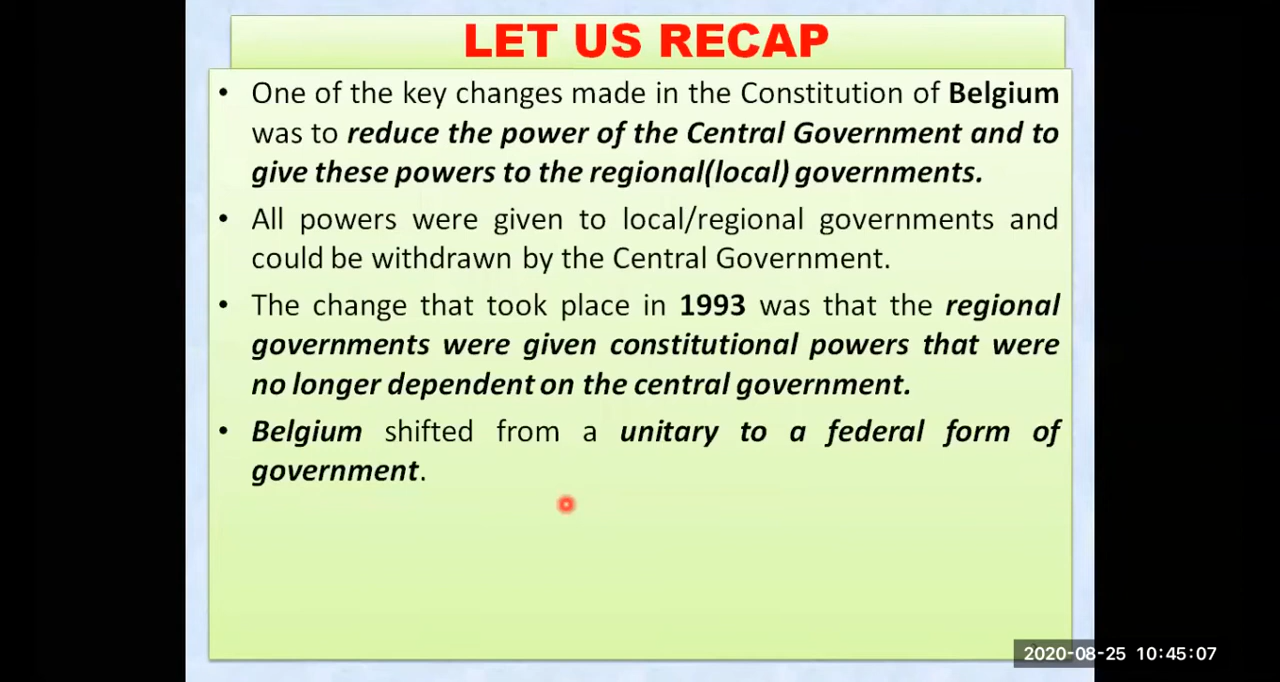 LET US RECAP
• One of the key changes made in the Constitution of Belgium
was to reduce the power of the Central Government and to
give these powers to the regional(local) governments.
• All powers were given to local/regional governments and
could be withdrawn by the Central Government.
• The change that took place in 1993 was that the regional
governments were given constitutional powers that were
no longer dependent on the central government.
• Belgium shifted from a unitary to a federal form of
government.
2020-08-25 10:45:07